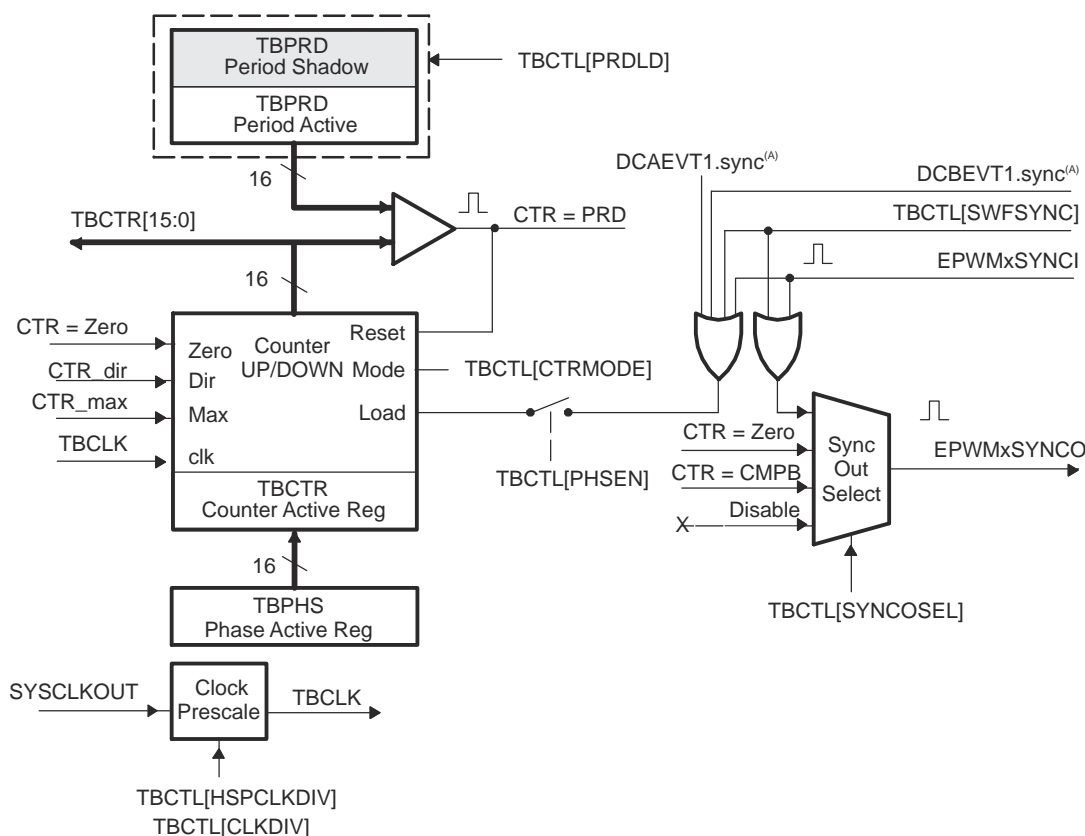 TBPRD
Period Shadow
TBPRD
Period Active
TBCTL[PRDLD]
16
TBCTR[15:0]
CTR = PRD
DCAEVT1.sync(A)
DCBEVT1.sync(A)
TBCTL[SWFSYNC]
EPWMxSYNCI
16
CTR = Zero
CTR_dir
CTR_max
TBCLK
Zero
Dir
Max
clk
Counter
UP/DOWN
Reset
Mode
Load
TBCTL[CTRMODE]
TBCTR
Counter Active Reg
TBCTL[PHSEN]
CTR = Zero
CTR = CMPB
Disable
X
Sync
Out
Select
EPWMxSYNCO
TBCTL[SYNCOSEL]
16
TBPHS
Phase Active Reg
SYSCLKOUT
Clock
Prescale
TBCLK
TBCTL[HSPCLKDIV]
TBCTL[CLKDIV]